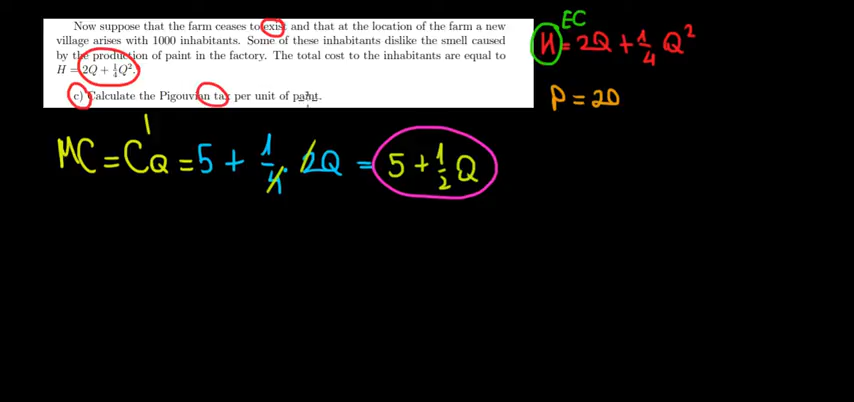 Now suppose that the farm ceases to exist and that at the location of the farm a new
village arises with 1000 inhabitants. Some of these inhabitants dislike the smell caused
by the production of paint in the factory. The total cost to the inhabitants are equal to
H = 2Q + 1/4 Q².
c) Calculate the Pigouvian tax per unit of paint.
EC
H = 2Q + 1/4 Q²
P = 20
MC = C'Q = 5 + 1/4 · 2Q = 5 + 1/2 Q